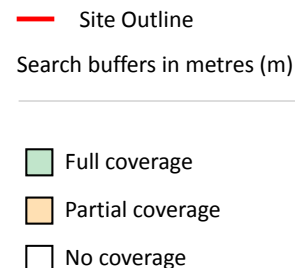 Site Outline
Search buffers in metres (m)
Full coverage
Partial coverage
No coverage